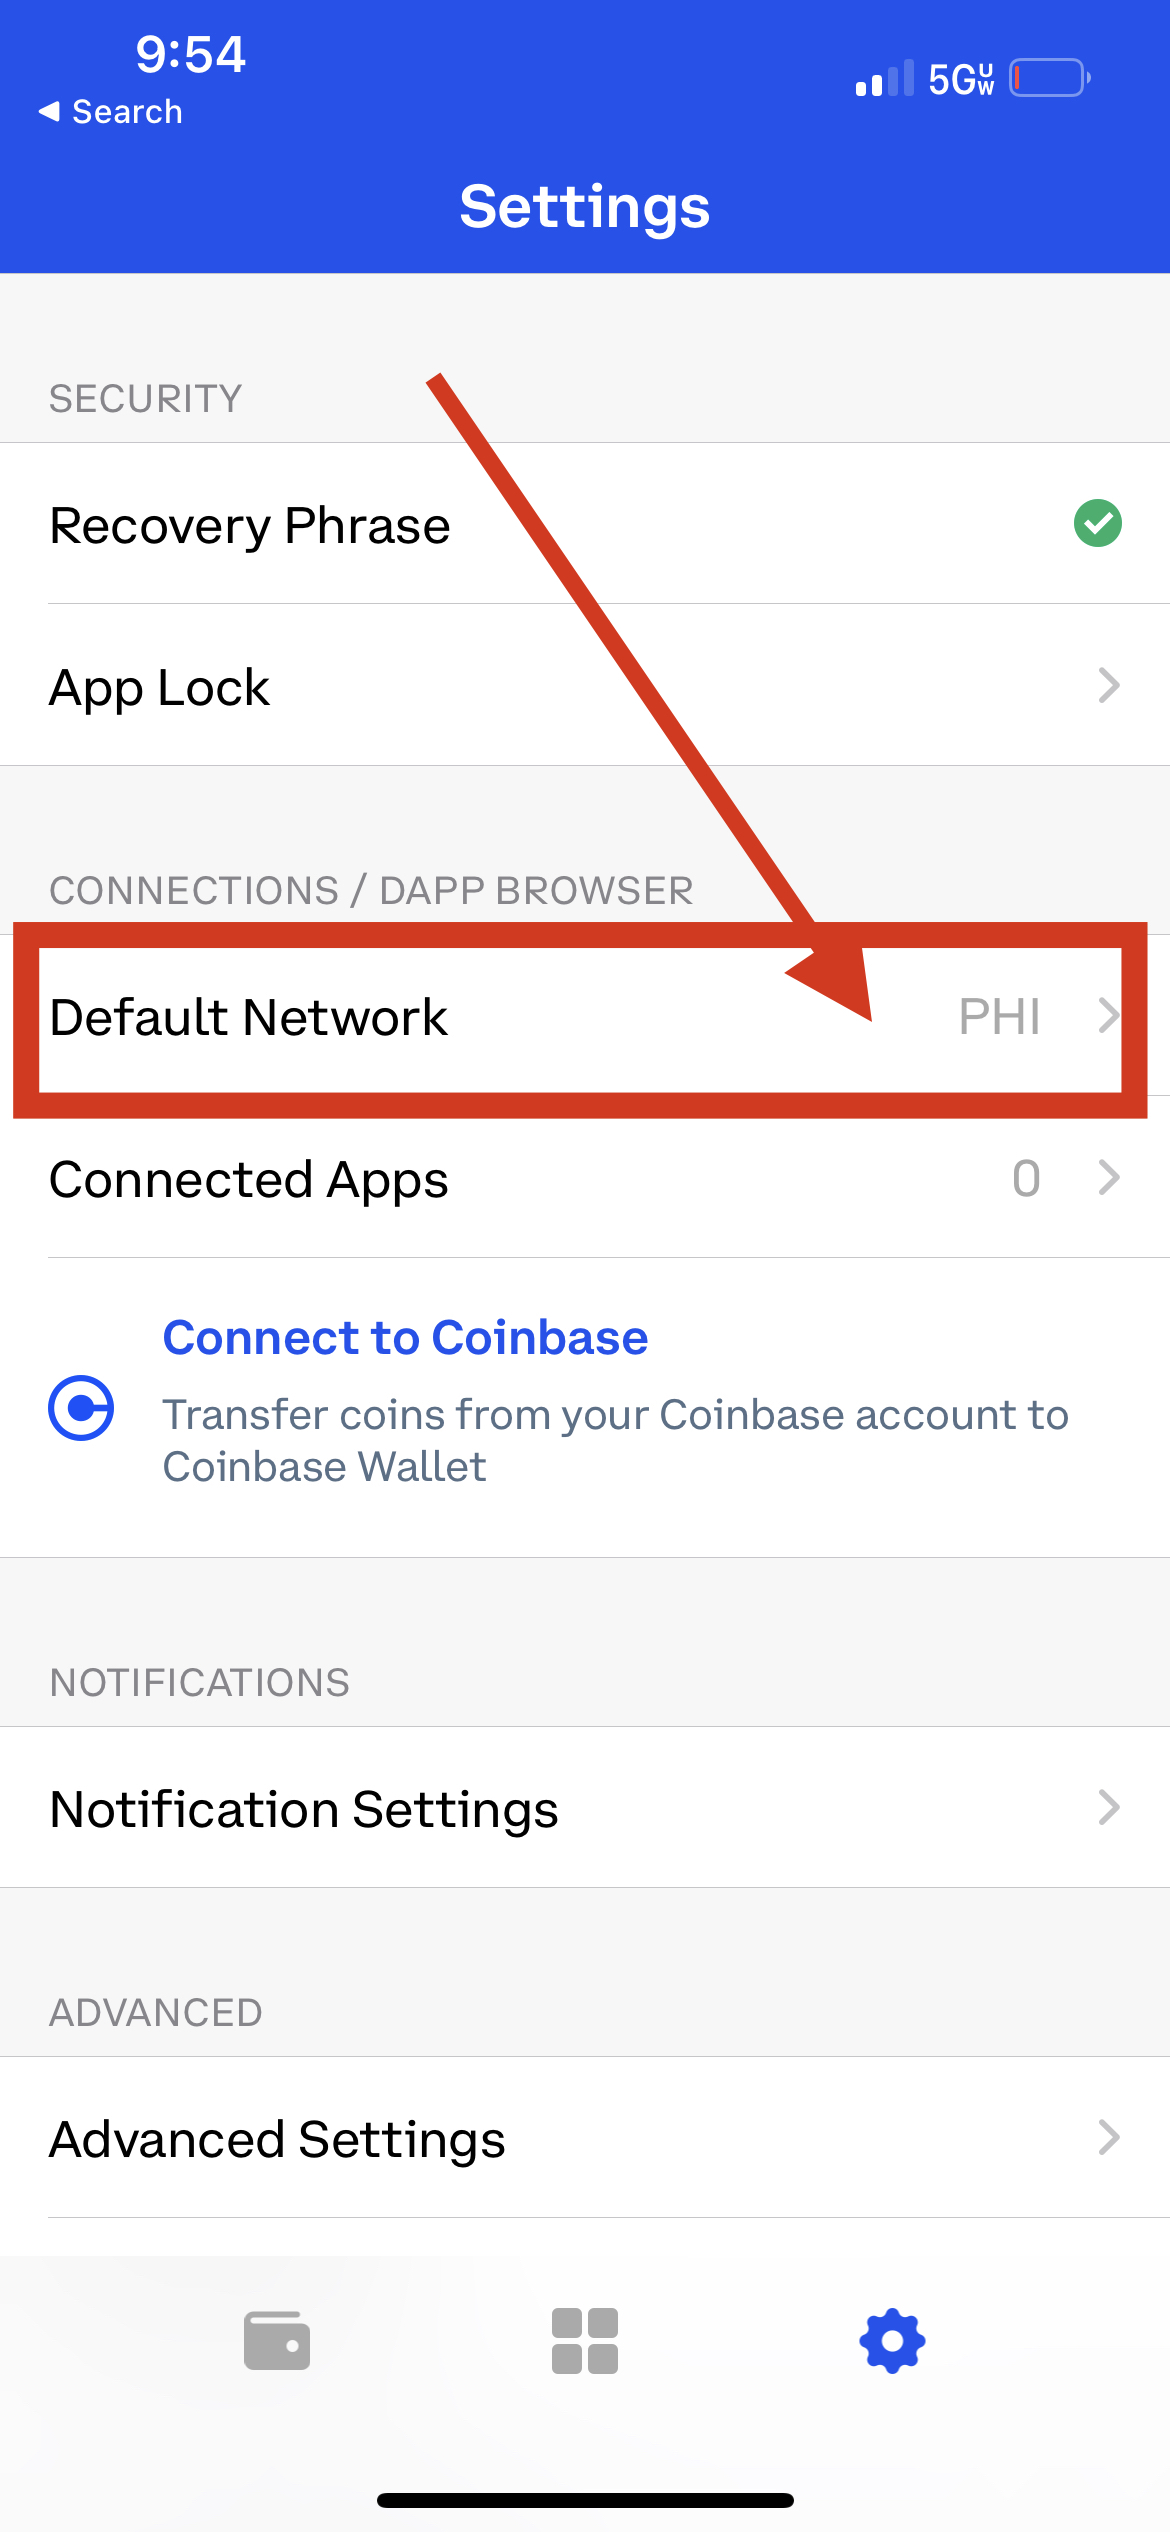 9:54
Search
5GUW
Settings
SECURITY
Recovery Phrase
App Lock
CONNECTIONS / DAPP BROWSER
Default Network PHI
Connected Apps 0
Connect to Coinbase
Transfer coins from your Coinbase account to
Coinbase Wallet
NOTIFICATIONS
Notification Settings
ADVANCED
Advanced Settings